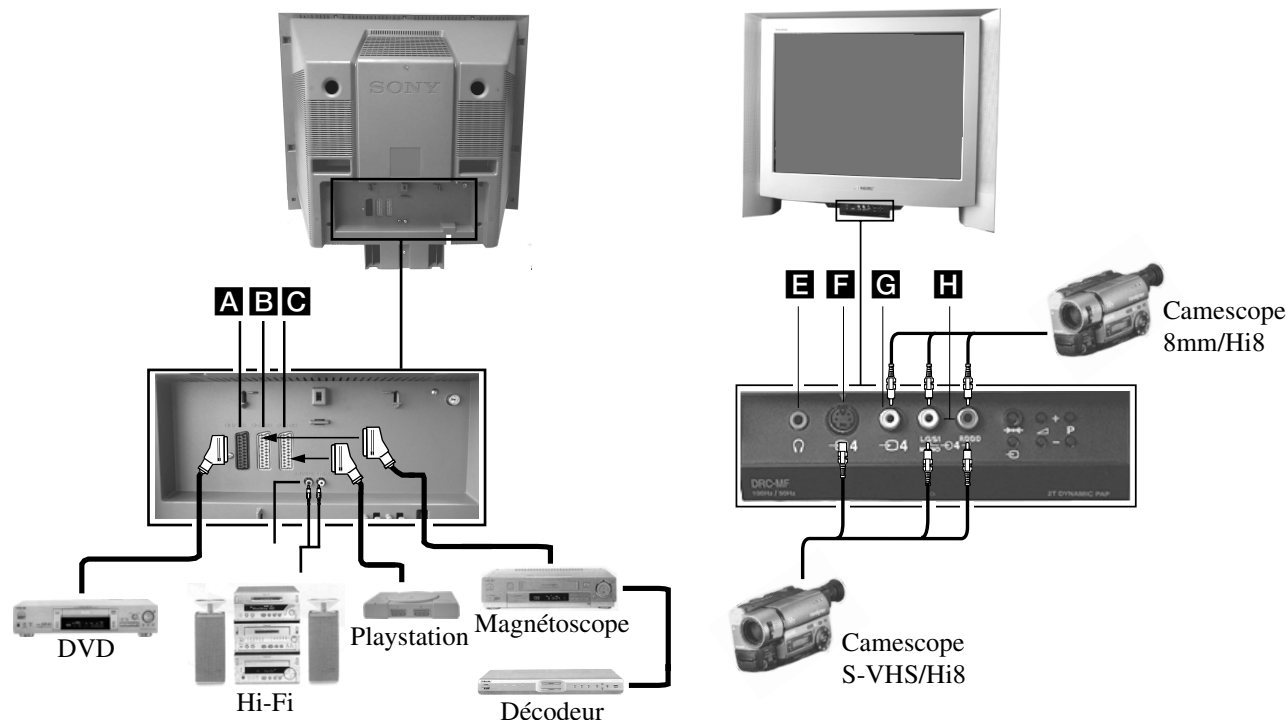 SONY
A B C
E F G H
Camescope
8mm/Hi8
4
4
4
+
P
−
DRC-MF
100Hz / 50Hz
2T DYNAMIC PAP
DVD
Hi-Fi
Playstation
Magnétoscope
Décodeur
Camescope
S-VHS/Hi8